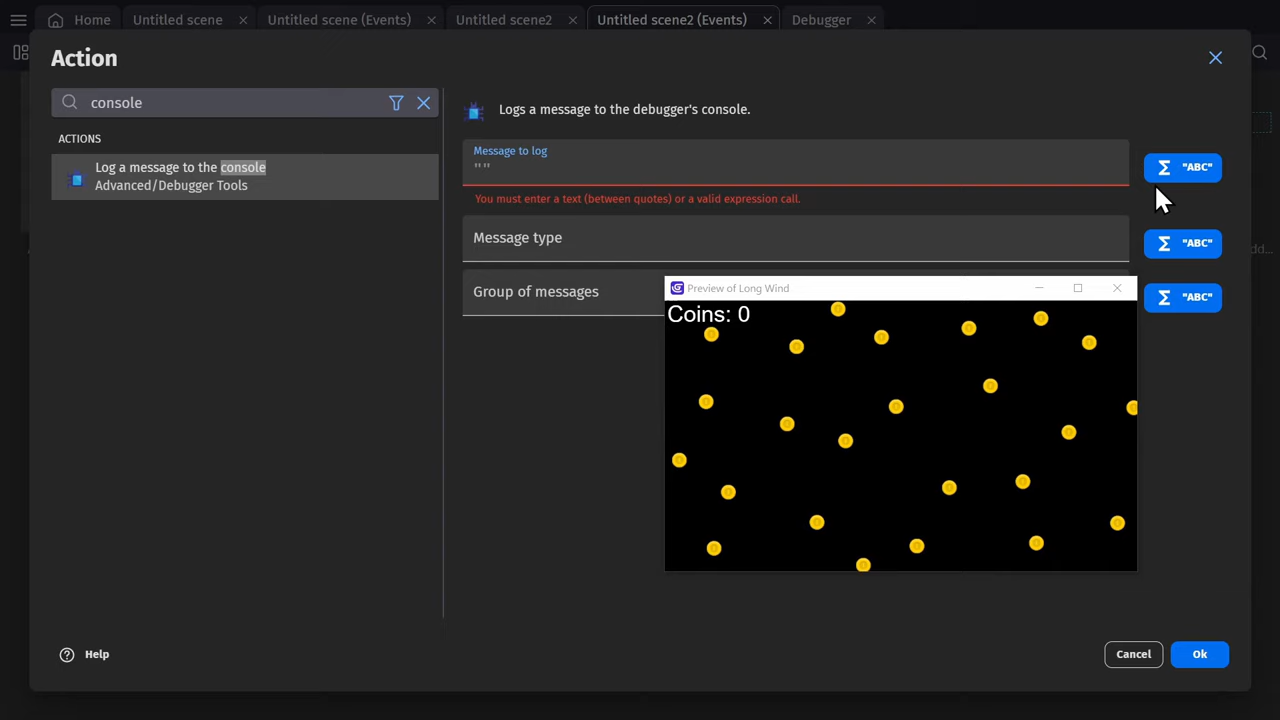 Home
Untitled scene
Untitled scene (Events)
Untitled scene2
Untitled scene2 (Events)
Debugger
Action
console
ACTIONS
Log a message to the console
Advanced/Debugger Tools
Logs a message to the debugger's console.
Message to log
""
"ABC"
You must enter a text (between quotes) or a valid expression call.
Message type
"ABC"
Group of messages
"ABC"
Preview of Long Wind
Coins: 0
Help
Cancel
Ok